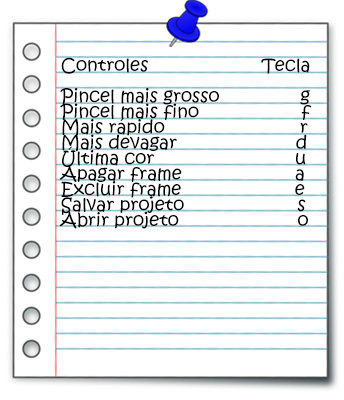 Controles Tecla
Pincel mais grosso g
Pincel mais fino f
Mais rapido r
Mais devagar d
Última cor u
Apagar frame a
Excluir frame e
Salvar projeto s
Abrir projeto o